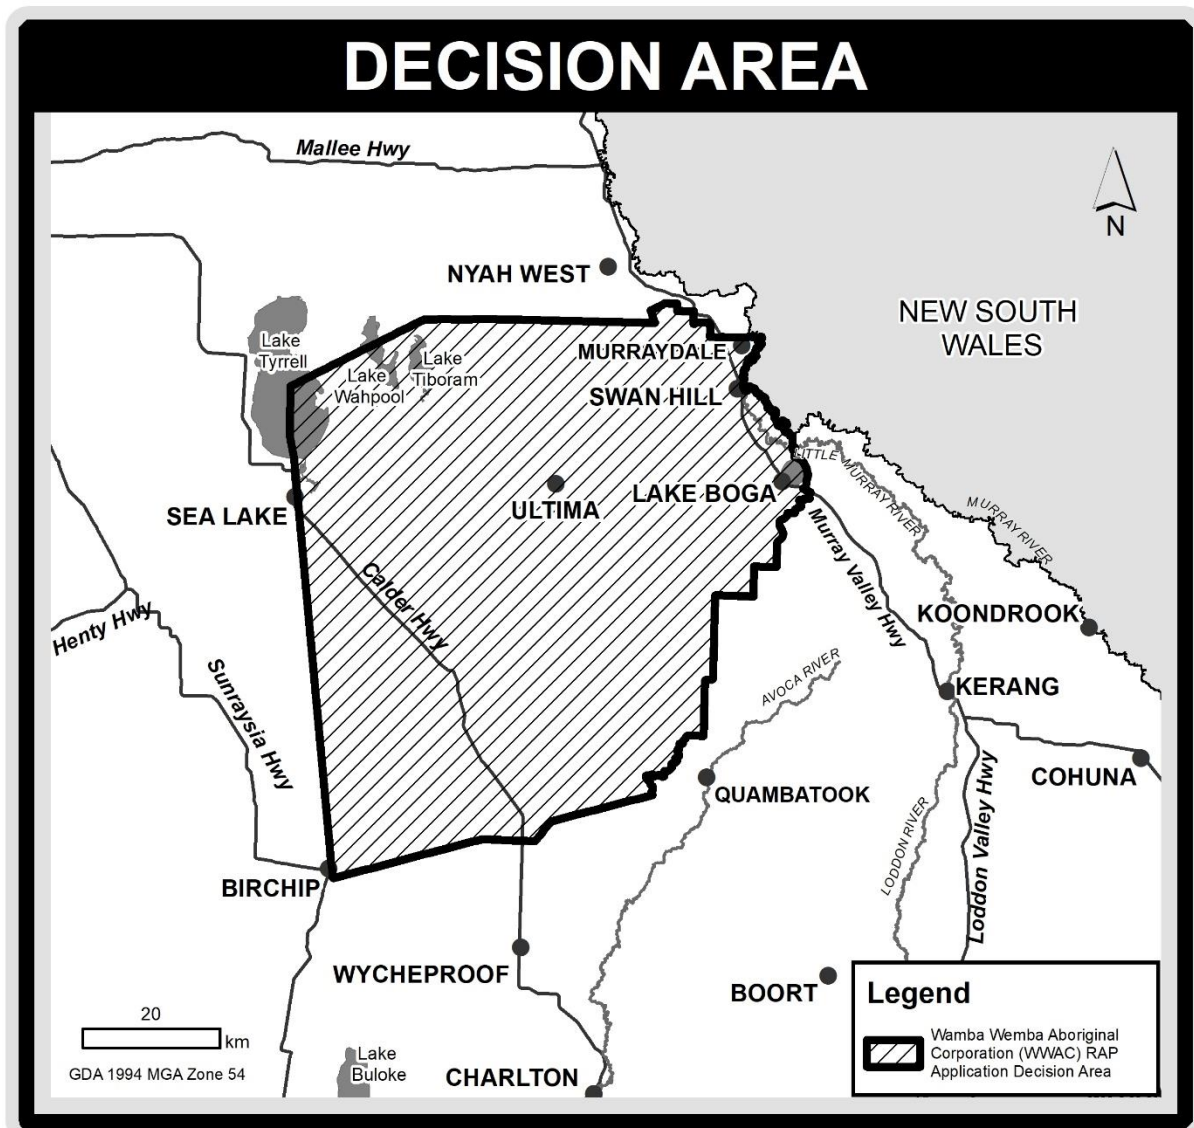 DECISION AREA
Mallee Hwy
N
NYAH WEST
NEW SOUTH
WALES
Lake
Tyrrell
Lake
Wahpool
Lake
Tiboram
MURRAYDALE
SWAN HILL
LITTLE MURRAY RIVER
MURRAY RIVER
LAKE BOGA
ULTIMA
SEA LAKE
Murray Valley Hwy
Calder Hwy
KOONDROOK
Henty Hwy
AVOCA RIVER
KERANG
Sunraysia Hwy
COHUNA
QUAMBATOOK
LODDON RIVER
Loddon Valley Hwy
BIRCHIP
WYCHEPROOF
BOORT
Legend
Wamba Wemba Aboriginal
Corporation (WWAC) RAP
Application Decision Area
20
km
GDA 1994 MGA Zone 54
Lake
Buloke
CHARLTON